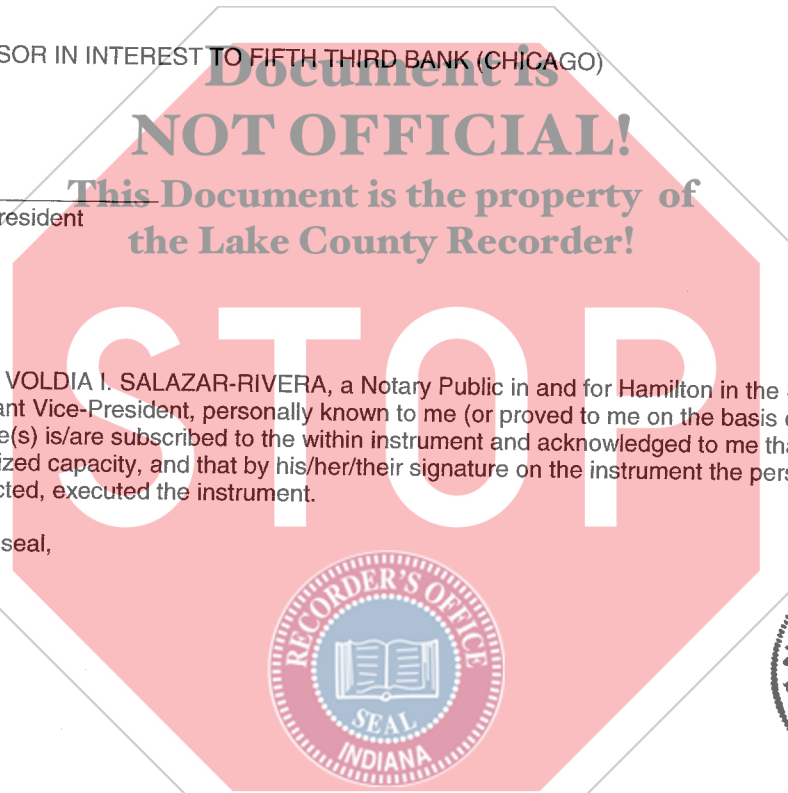 SOR IN INTEREST TO FIFTH THIRD BANK (CHICAGO)
Document is
NOT OFFICIAL!
This Document is the property of
resident
the Lake County Recorder!
STOP
VOLDIA I. SALAZAR-RIVERA, a Notary Public in and for Hamilton in the
ant Vice-President, personally known to me (or proved to me on the basis
e(s) is/are subscribed to the within instrument and acknowledged to me tha
ized capacity, and that by his/her/their signature on the instrument the pers
cted, executed the instrument.
seal,
RECORDER'S OFFICE
SEAL
INDIANA